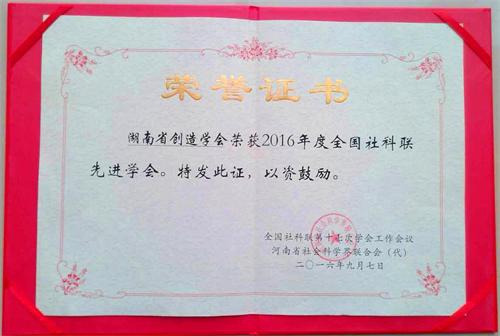 荣誉证书
湖南省创造学会荣获2016年度全国社科联
先进学会。特发此证，以资鼓励。
全国社科联第十七次学会工作会议
河南省社会科学界联合会（代）
二〇一六年九月七日